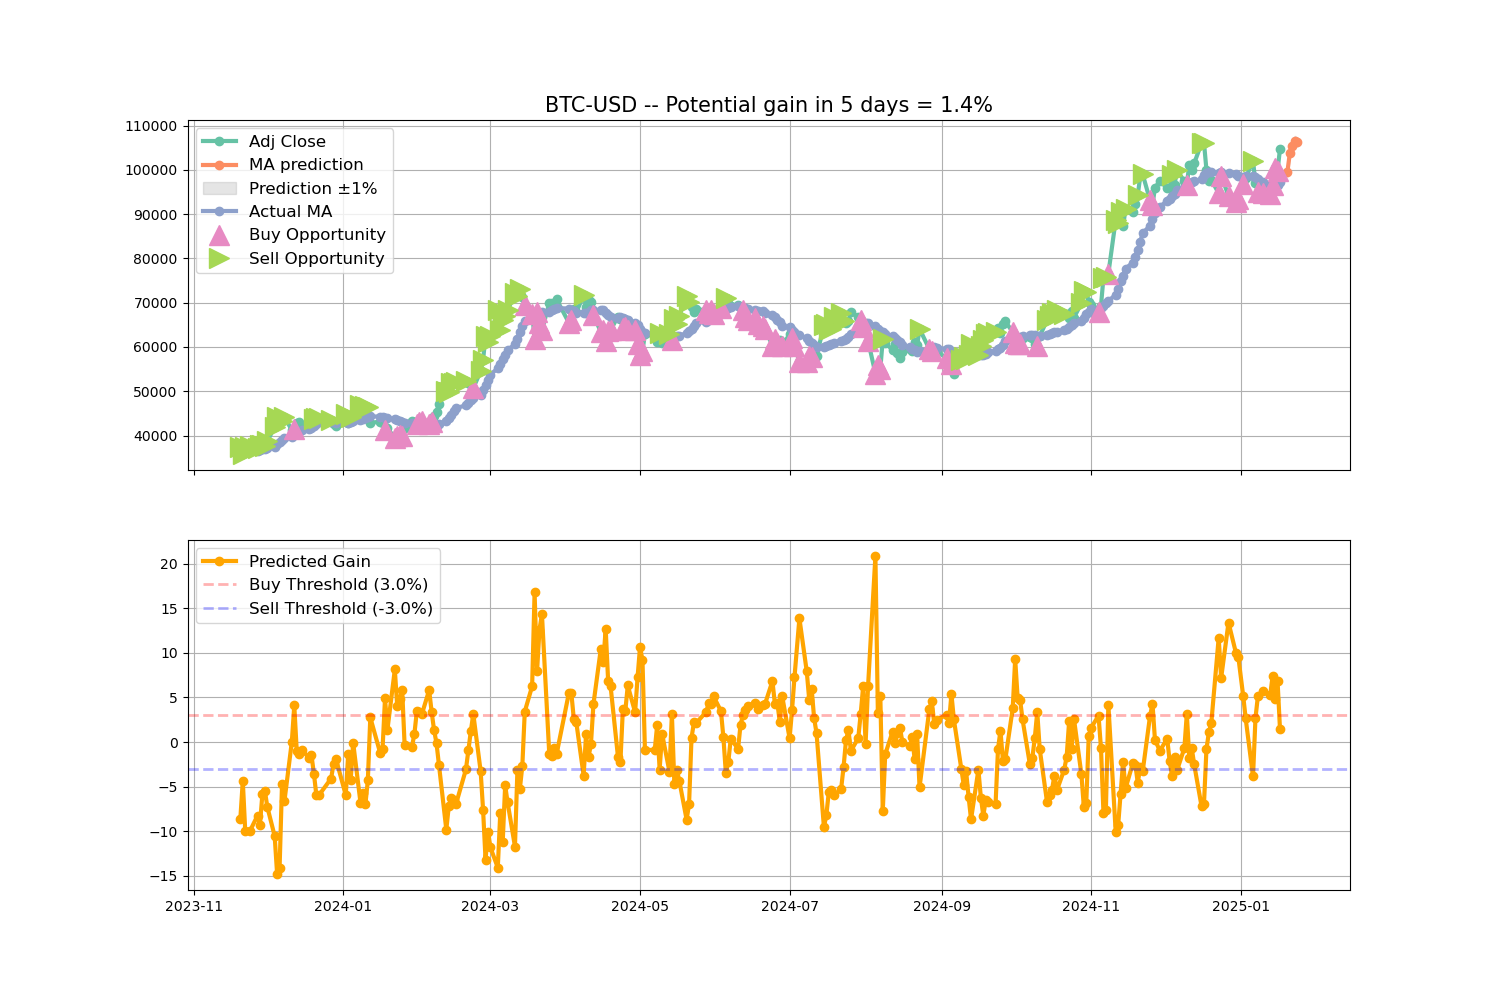 BTC-USD -- Potential gain in 5 days = 1.4%
110000
100000
90000
80000
70000
60000
50000
40000
Adj Close
MA prediction
Prediction ±1%
Actual MA
Buy Opportunity
Sell Opportunity
20
15
10
5
0
−5
−10
−15
Predicted Gain
Buy Threshold (3.0%)
Sell Threshold (-3.0%)
2023-11 2024-01 2024-03 2024-05 2024-07 2024-09 2024-11 2025-01